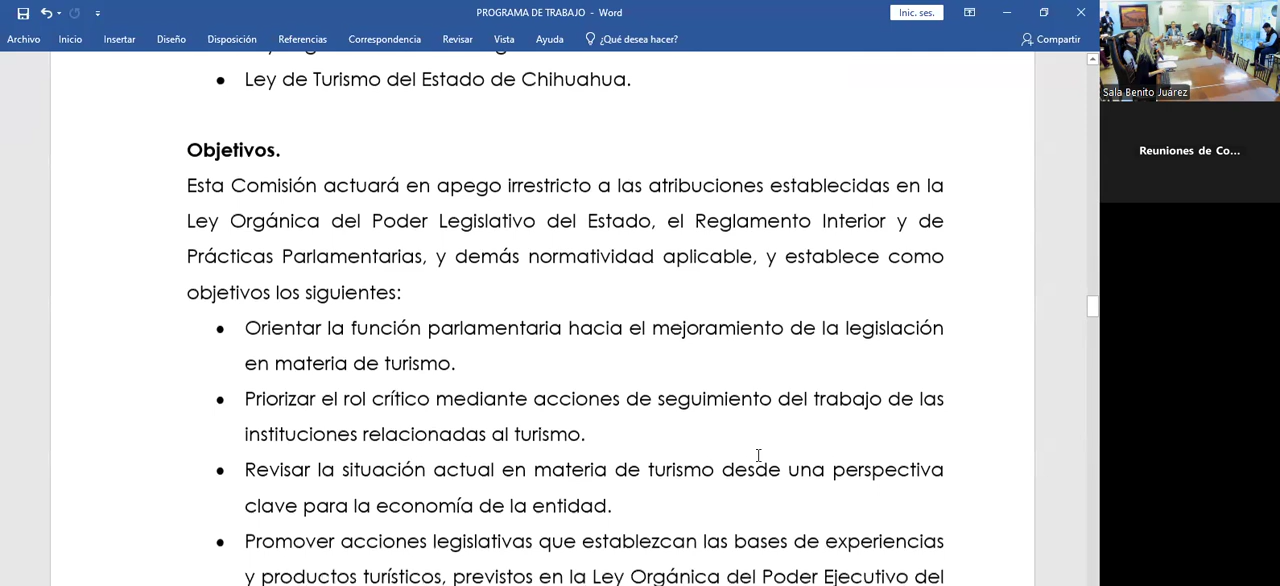 PROGRAMA DE TRABAJO - Word
Inic. ses.
Archivo Inicio Insertar Diseño Disposición Referencias Correspondencia Revisar Vista Ayuda ¿Qué desea hacer? Compartir
Ley de Turismo del Estado de Chihuahua.
Objetivos.
Esta Comisión actuará en apego irrestricto a las atribuciones establecidas en la
Ley Orgánica del Poder Legislativo del Estado, el Reglamento Interior y de
Prácticas Parlamentarias, y demás normatividad aplicable, y establece como
objetivos los siguientes:
• Orientar la función parlamentaria hacia el mejoramiento de la legislación
en materia de turismo.
• Priorizar el rol crítico mediante acciones de seguimiento del trabajo de las
instituciones relacionadas al turismo.
• Revisar la situación actual en materia de turismo desde una perspectiva
clave para la economía de la entidad.
• Promover acciones legislativas que establezcan las bases de experiencias
y productos turísticos, previstos en la Ley Orgánica del Poder Ejecutivo del
Sala Benito Juárez
Reuniones de Co...